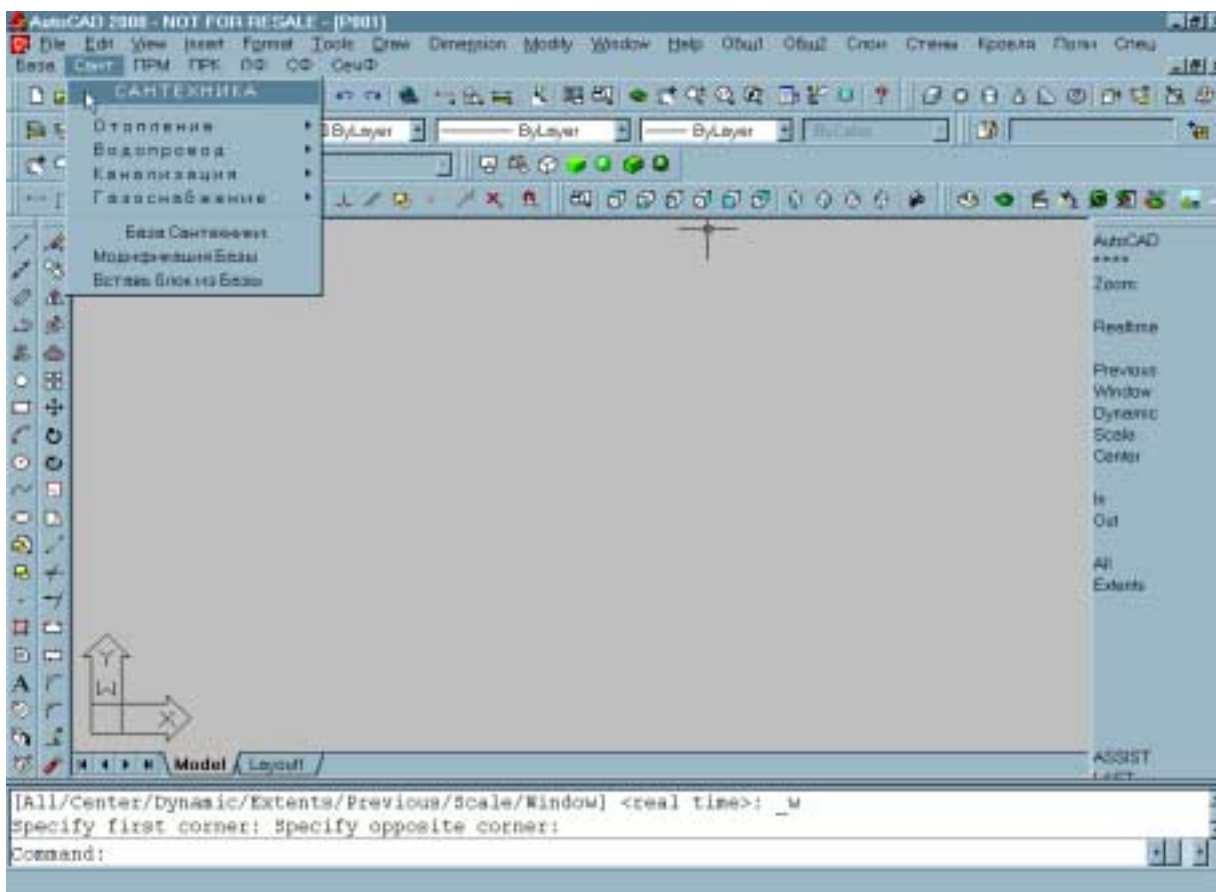 AutoCAD 2000 - NOT FOR RESALE - [P001]
File Edit View Insert Format Tools Draw Dimension Modify Window Help Общ1 Общ2 Слои Стены Кровля Полы Спец
База Сант ПРМ ПРК ПФ СФ СечФ
САНТЕХНИКА
Отопление
Водопровод
Канализация
Газоснабжение
База Сантехники
Модификация Базы
Вставь блок из Базы
ByLayer ByLayer ByLayer ByColor
AutoCAD
****
Zoom:
Realtime
Previous
Window
Dynamic
Scale
Center
In
Out
All
Extents
ASSIST
LAST
Y
W
X
Model Layout1
[All/Center/Dynamic/Extents/Previous/Scale/Window] <real time>: _w
Specify first corner: Specify opposite corner:
Command: